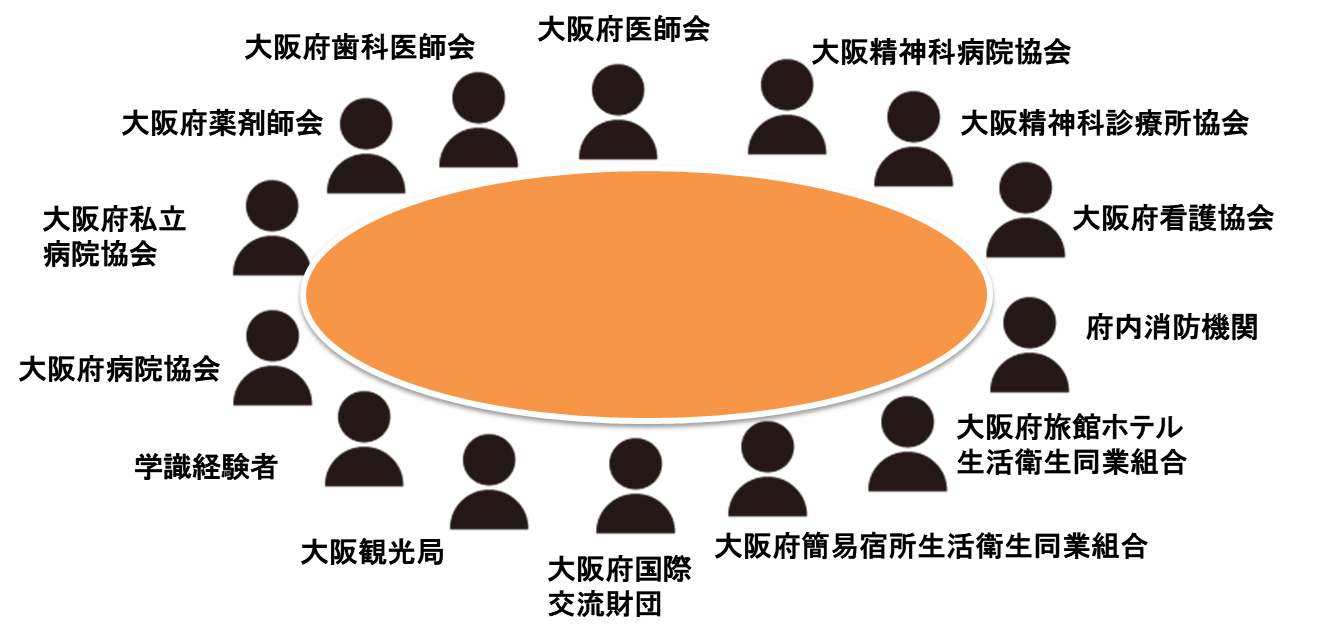 大阪府医師会
大阪府歯科医師会
大阪精神科病院協会
大阪府薬剤師会
大阪精神科診療所協会
大阪府私立
病院協会
大阪府看護協会
府内消防機関
大阪府病院協会
大阪府旅館ホテル
生活衛生同業組合
学識経験者
大阪観光局
大阪府簡易宿所生活衛生同業組合
大阪府国際
交流財団